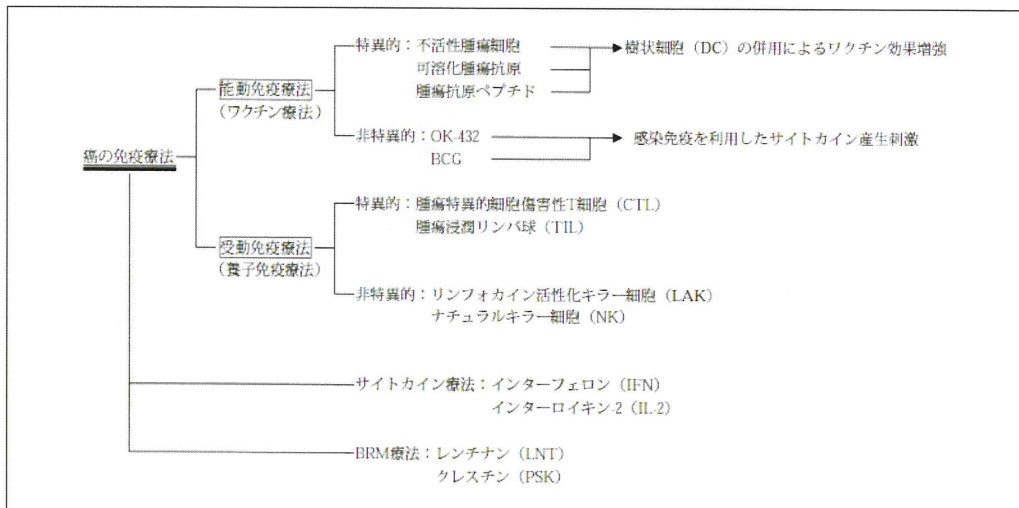 特異的：不活性腫瘍細胞 樹状細胞（DC）の併用によるワクチン効果増強
可溶化腫瘍抗原
能動免疫療法
腫瘍抗原ペプチド
（ワクチン療法）
非特異的：OK-432 感染免疫を利用したサイトカイン産生刺激
BCG
癌の免疫療法
特異的：腫瘍特異的細胞傷害性T細胞（CTL）
腫瘍浸潤リンパ球（TIL）
受動免疫療法
（養子免疫療法）
非特異的：リンフォカイン活性化キラー細胞（LAK）
ナチュラルキラー細胞（NK）
サイトカイン療法：インターフェロン（IFN）
インターロイキン-2（IL-2）
BRM療法：レンチナン（LNT）
クレスチン（PSK）